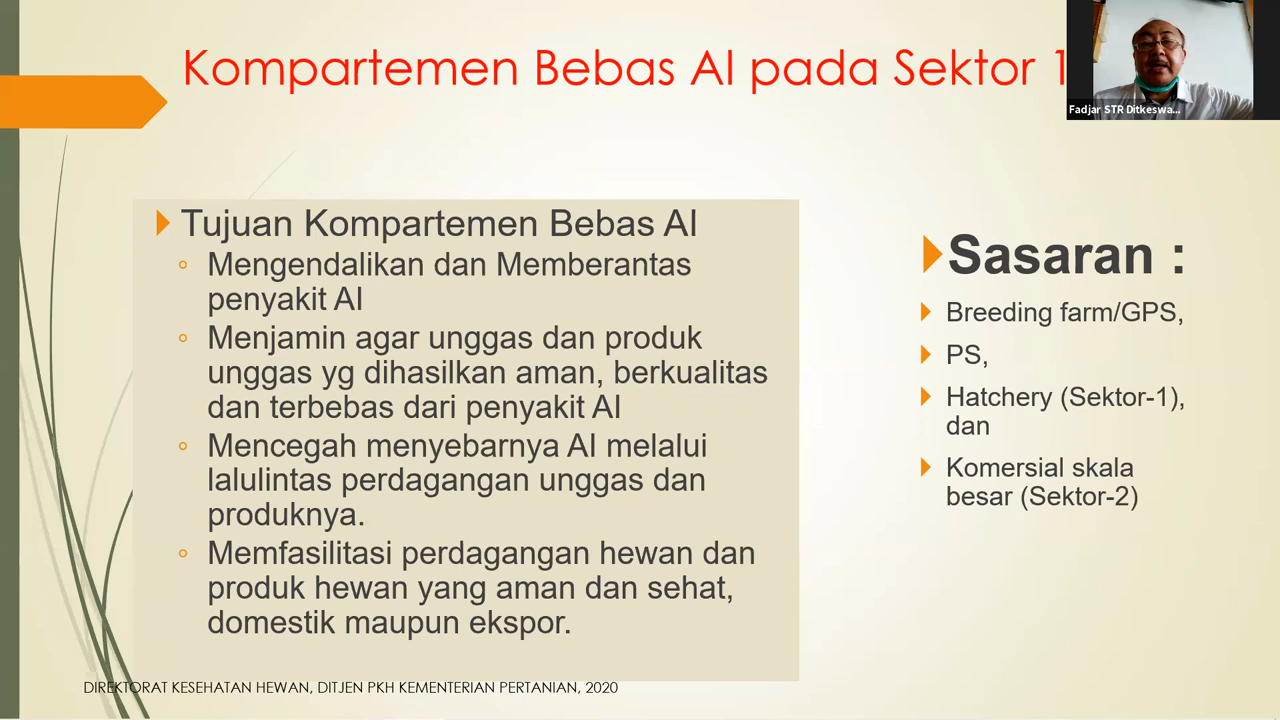 Kompartemen Bebas AI pada Sektor 1
Fadjar STR Ditkeswa...
Tujuan Kompartemen Bebas AI
Mengendalikan dan Memberantas
penyakit AI
Menjamin agar unggas dan produk
unggas yg dihasilkan aman, berkualitas
dan terbebas dari penyakit AI
Mencegah menyebarnya AI melalui
lalulintas perdagangan unggas dan
produknya.
Memfasilitasi perdagangan hewan dan
produk hewan yang aman dan sehat,
domestik maupun ekspor.
Sasaran :
Breeding farm/GPS,
PS,
Hatchery (Sektor-1),
dan
Komersial skala
besar (Sektor-2)
DIREKTORAT KESEHATAN HEWAN, DITJEN PKH KEMENTERIAN PERTANIAN, 2020